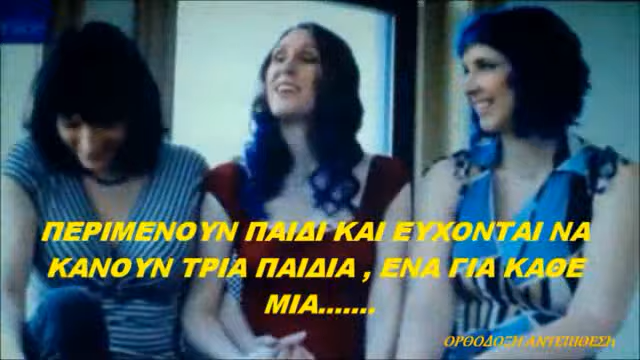 ΠΕΡΙΜΕΝΟΥΝ ΠΑΙΔΙ ΚΑΙ ΕΥΧΟΝΤΑΙ ΝΑ
ΚΑΝΟΥΝ ΤΡΙΑ ΠΑΙΔΙΑ , ΕΝΑ ΓΙΑ ΚΑΘΕ
ΜΙΑ.......
ΟΡΘΟΔΟΞΗ ΑΝΤΕΠΙΘΕΣΗ